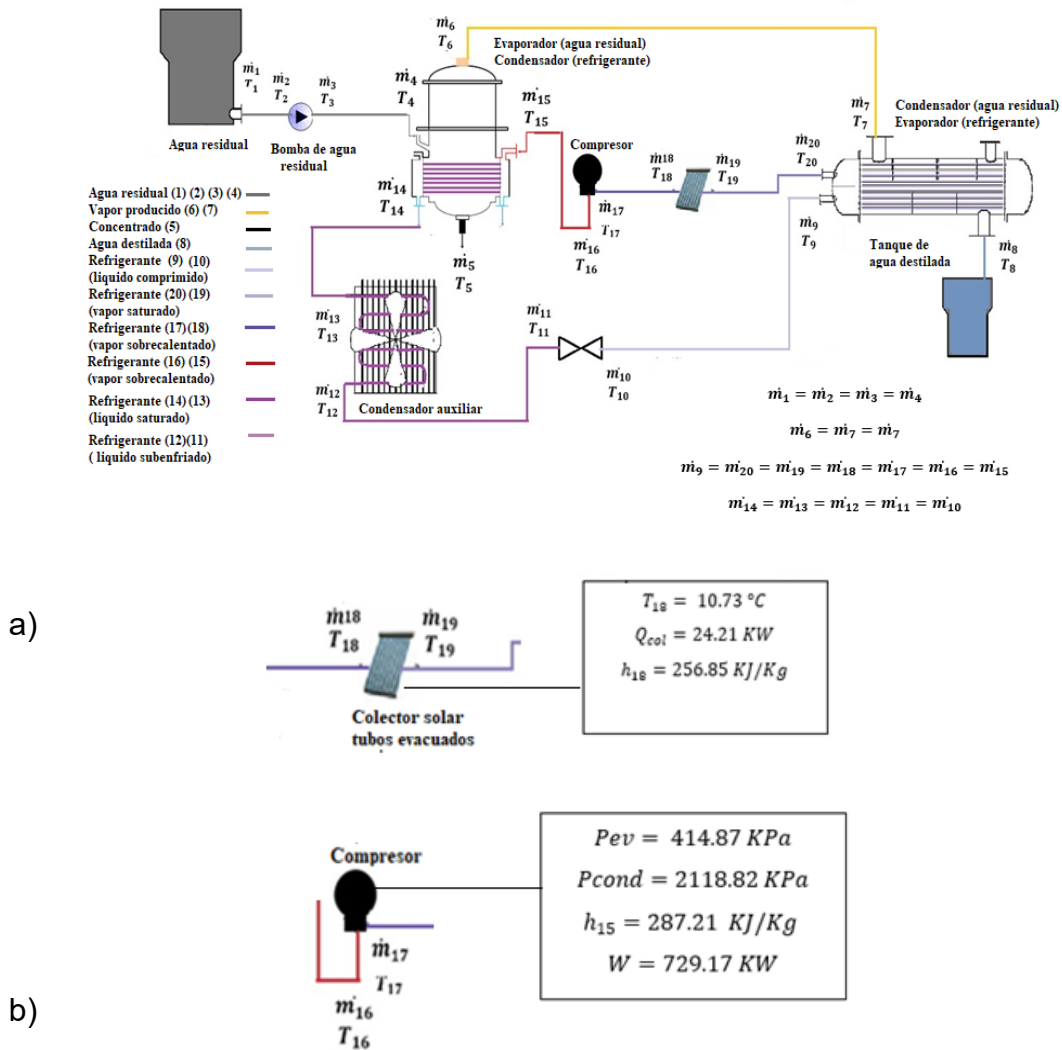 ṁ₆
T₆
Evaporador (agua residual)
Condensador (refrigerante)
ṁ₁
T₁
ṁ₂
T₂
ṁ₃
T₃
ṁ₄
T₄
ṁ₁₅
T₁₅
ṁ₇
T₇
Condensador (agua residual)
Evaporador (refrigerante)
Agua residual
Bomba de agua
residual
Compresor
ṁ18
T₁₈
ṁ₁₉
T₁₉
ṁ₂₀
T₂₀
Agua residual (1) (2) (3) (4)
Vapor producido (6) (7)
Concentrado (5)
Agua destilada (8)
Refrigerante (9) (10)
(liquido comprimido)
Refrigerante (20) (19)
(vapor saturado)
Refrigerante (17)(18)
(vapor sobrecalentado)
Refrigerante (16) (15)
(vapor sobrecalentado)
Refrigerante (14)(13)
(líquido saturado)
Refrigerante (12)(11)
( liquido subenfriado)
ṁ₁₄
T₁₄
ṁ₁₇
T₁₇
ṁ₁₆
T₁₆
ṁ₅
T₅
ṁ₉
T₉
Tanque de
agua destilada
ṁ₈
T₈
ṁ₁₃
T₁₃
ṁ₁₁
T₁₁
ṁ₁₂
T₁₂
Condensador auxiliar
ṁ₁₀
T₁₀
ṁ₁ = ṁ₂ = ṁ₃ = ṁ₄
ṁ₆ = ṁ₇ = ṁ₇
ṁ₉ = ṁ₂₀ = ṁ₁₉ = ṁ₁₈ = ṁ₁₇ = ṁ₁₆ = ṁ₁₅
ṁ₁₄ = ṁ₁₃ = ṁ₁₂ = ṁ₁₁ = ṁ₁₀
a)
ṁ18
T₁₈
ṁ₁₉
T₁₉
Colector solar
tubos evacuados
T₁₈ = 10.73 °C
Q_col = 24.21 KW
h₁₈ = 256.85 KJ/Kg
b)
Compresor
ṁ₁₇
T₁₇
ṁ₁₆
T₁₆
Pev = 414.87 KPa
Pcond = 2118.82 KPa
h₁₅ = 287.21 KJ/Kg
W = 729.17 KW